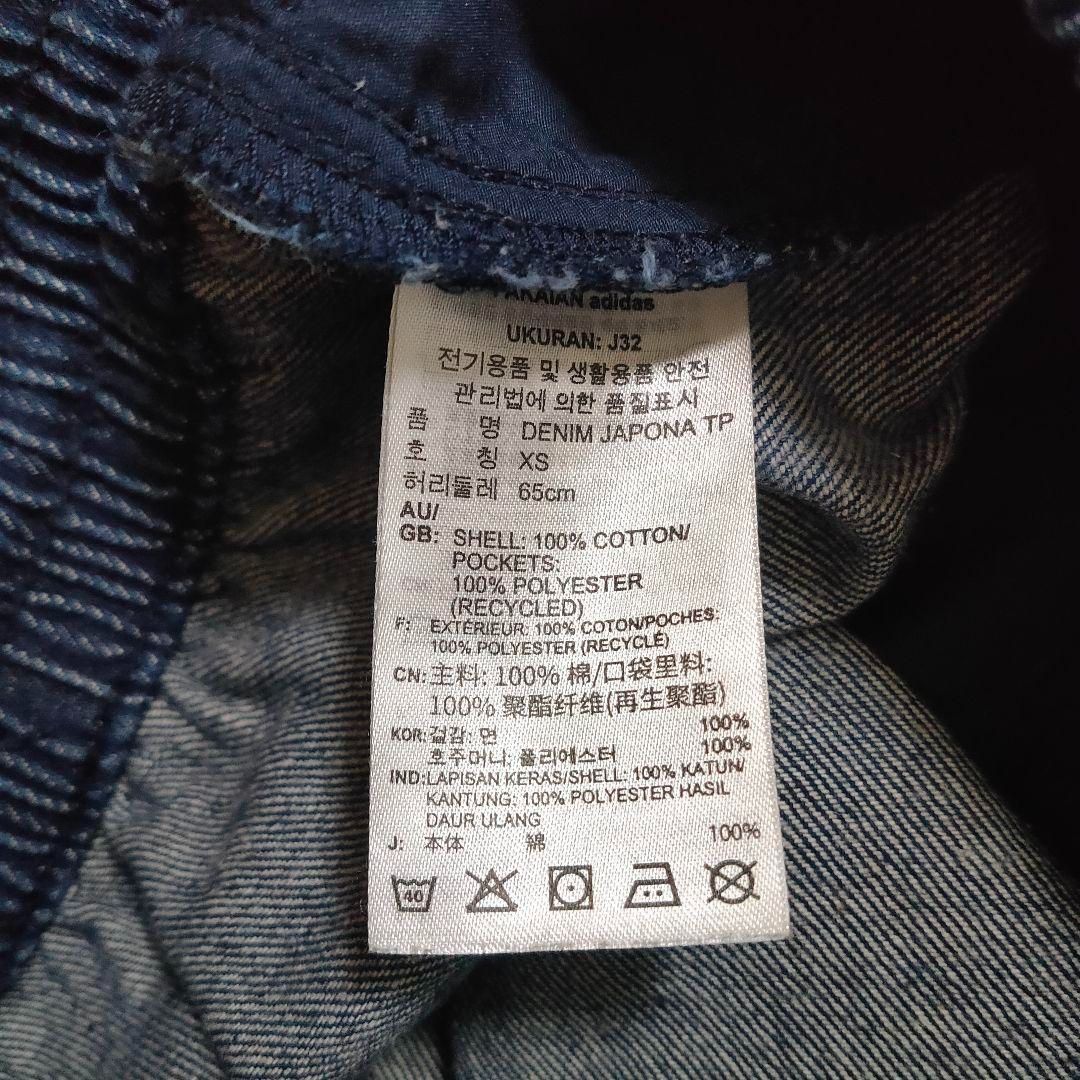 PAKAIAN adidas
UKURAN: J32
전기용품 및 생활용품 안전
관리법에 의한 품질표시
품 명 DENIM JAPONA TP
호 칭 XS
허리둘레 65cm
AU/
GB: SHELL: 100% COTTON/
POCKETS:
100% POLYESTER
(RECYCLED)
F: EXTÉRIEUR: 100% COTON/POCHES:
100% POLYESTER (RECYCLÉ)
CN: 主料: 100% 棉/口袋里料:
100% 聚酯纤维(再生聚酯)
KOR: 겉감: 면 100%
호주머니: 폴리에스터 100%
IND: LAPISAN KERAS/SHELL: 100% KATUN/
KANTUNG: 100% POLYESTER HASIL
DAUR ULANG
J: 本体 綿 100%
40